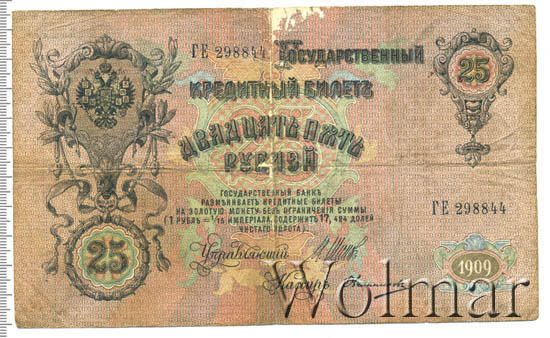 ГЕ 298844 ГОСУДАРСТВЕННЫЙ
25
КРЕДИТНЫЙ БИЛЕТЪ
ДВАДЦАТЬ ПЯТЬ
РУБЛЕЙ
ГОСУДАРСТВЕННЫЙ БАНКЪ
РАЗМѢНИВАЕТЪ КРЕДИТНЫЕ БИЛЕТЫ
НА ЗОЛОТУЮ МОНЕТУ БЕЗЪ ОГРАНИЧЕНІЯ СУММЫ
(1 РУБЛЬ = 1/15 ИМПЕРІАЛА, СОДЕРЖИТЪ 17,424 ДОЛЕЙ
ЧИСТАГО ЗОЛОТА).
ГЕ 298844
Управляющій
25
Кассиръ
1909
Wolmar